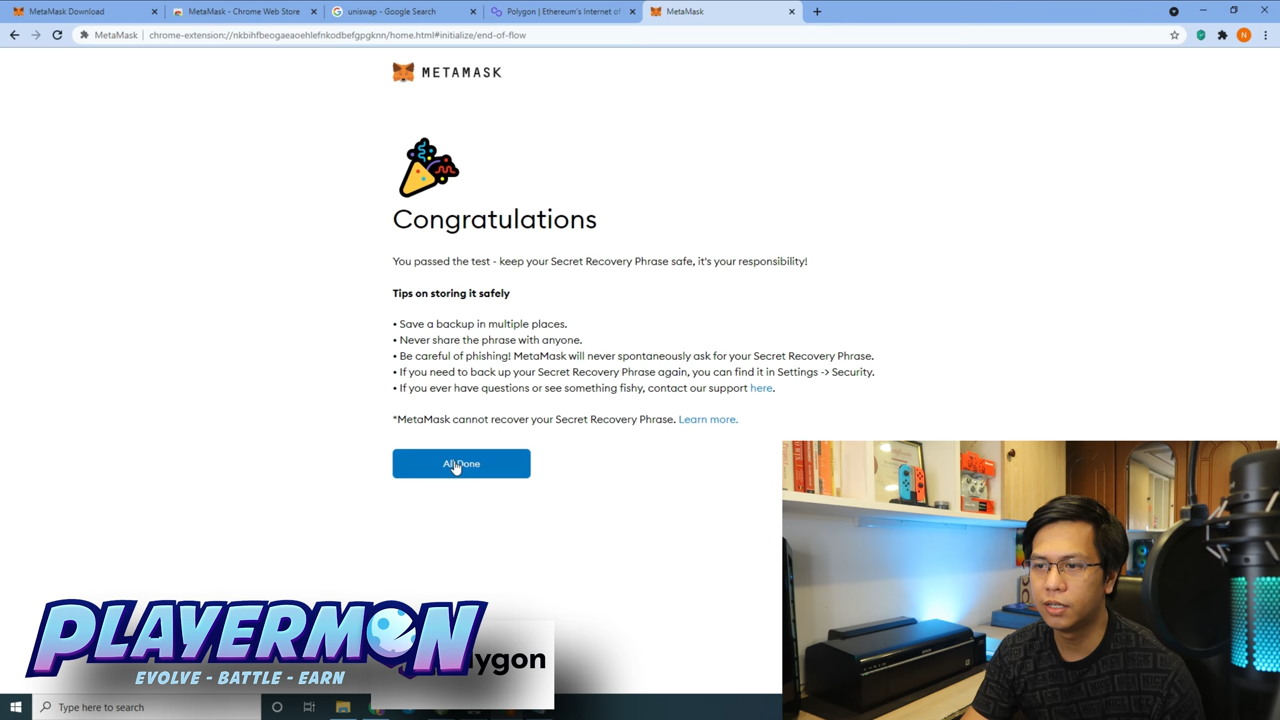 MetaMask Download
MetaMask - Chrome Web Store
uniswap - Google Search
Polygon | Ethereum's Internet of
MetaMask
MetaMask
chrome-extension://nkbihfbeogaeaoehlefnkodbefgpgknn/home.html#initialize/end-of-flow
N
METAMASK
Congratulations
You passed the test - keep your Secret Recovery Phrase safe, it's your responsibility!
Tips on storing it safely
• Save a backup in multiple places.
• Never share the phrase with anyone.
• Be careful of phishing! MetaMask will never spontaneously ask for your Secret Recovery Phrase.
• If you need to back up your Secret Recovery Phrase again, you can find it in Settings -> Security.
• If you ever have questions or see something fishy, contact our support here.
*MetaMask cannot recover your Secret Recovery Phrase. Learn more.
All Done
PLAYERMON
EVOLVE - BATTLE - EARN
lygon
Type here to search
EPSON